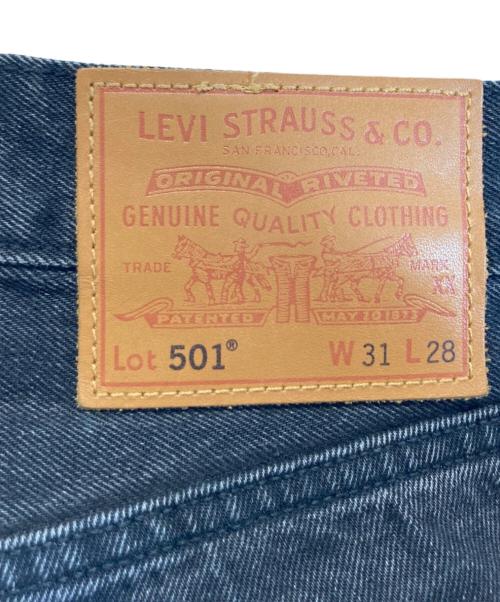 LEVI STRAUSS & CO.
SAN FRANCISCO, CAL.
ORIGINAL RIVETED
GENUINE QUALITY CLOTHING
TRADE MARK
XX
PATENTED MAY 20 1873
Lot 501® W 31 L 28